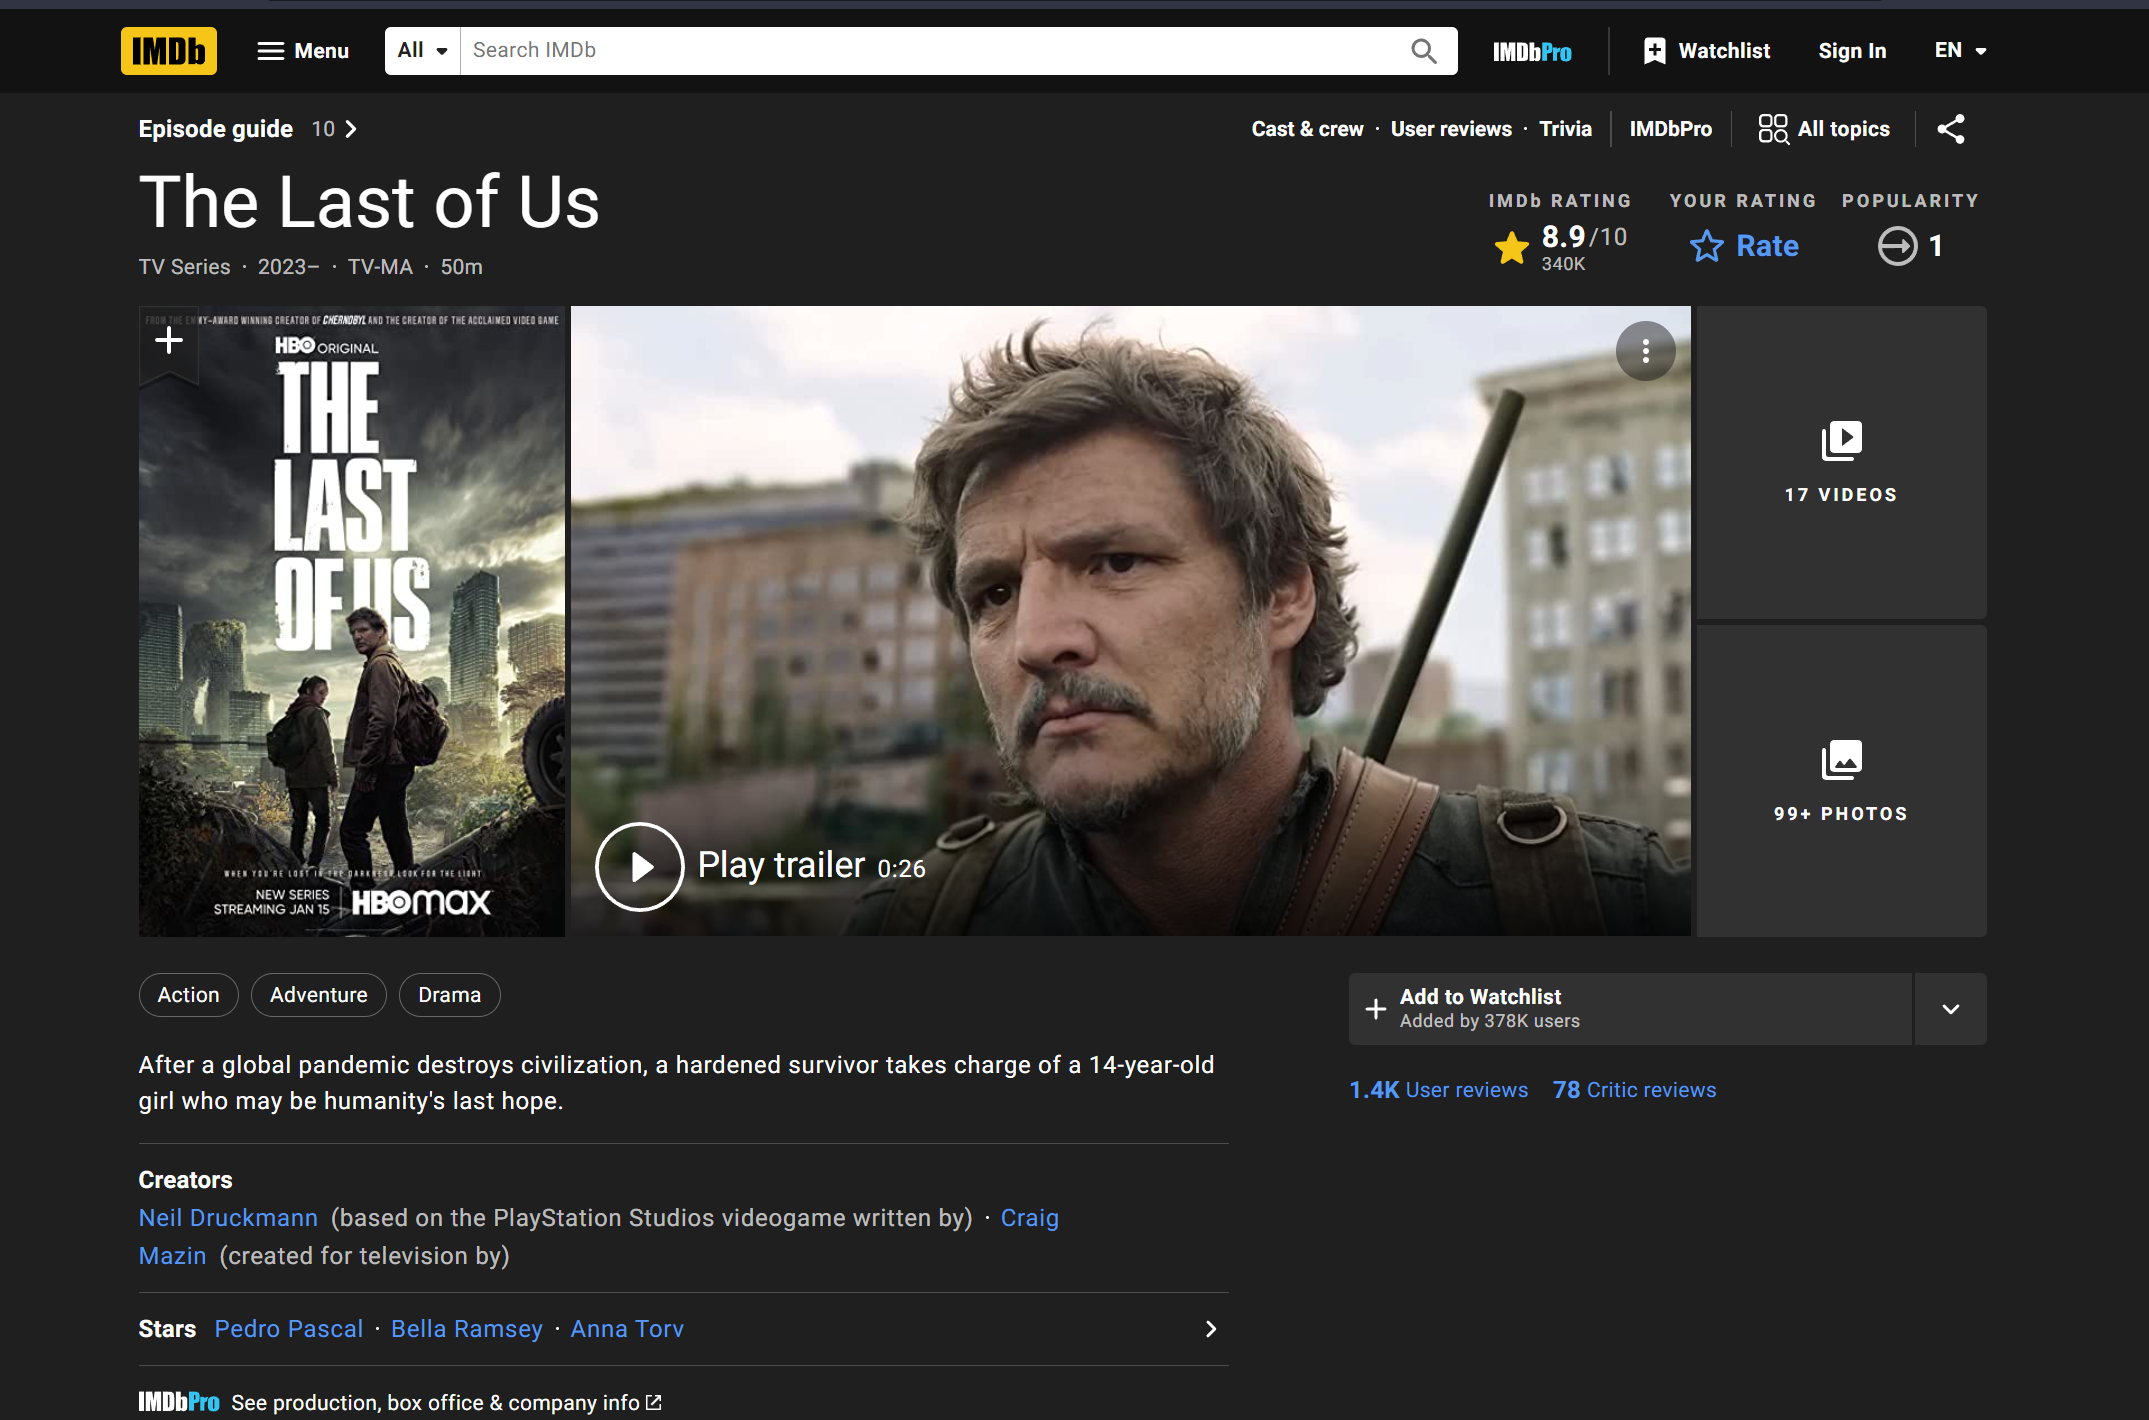 IMDb Menu All Search IMDb IMDbPro Watchlist Sign In EN
Episode guide 10 Cast & crew · User reviews · Trivia IMDbPro All topics
The Last of Us
TV Series · 2023– · TV-MA · 50m
IMDb RATING YOUR RATING POPULARITY
8.9/10 Rate 1
340K
FROM THE EMMY-AWARD WINNING CREATOR OF CHERNOBYL AND THE CREATOR OF THE ACCLAIMED VIDEO GAME
HBO ORIGINAL
THE
LAST
OF US
WHEN YOU'RE LOST IN THE DARKNESS, LOOK FOR THE LIGHT
NEW SERIES
STREAMING JAN 15
HBOmax
Play trailer 0:26
17 VIDEOS
99+ PHOTOS
Action Adventure Drama
After a global pandemic destroys civilization, a hardened survivor takes charge of a 14-year-old
girl who may be humanity's last hope.
Add to Watchlist
Added by 378K users
1.4K User reviews 78 Critic reviews
Creators
Neil Druckmann (based on the PlayStation Studios videogame written by) · Craig
Mazin (created for television by)
Stars Pedro Pascal · Bella Ramsey · Anna Torv
IMDbPro See production, box office & company info